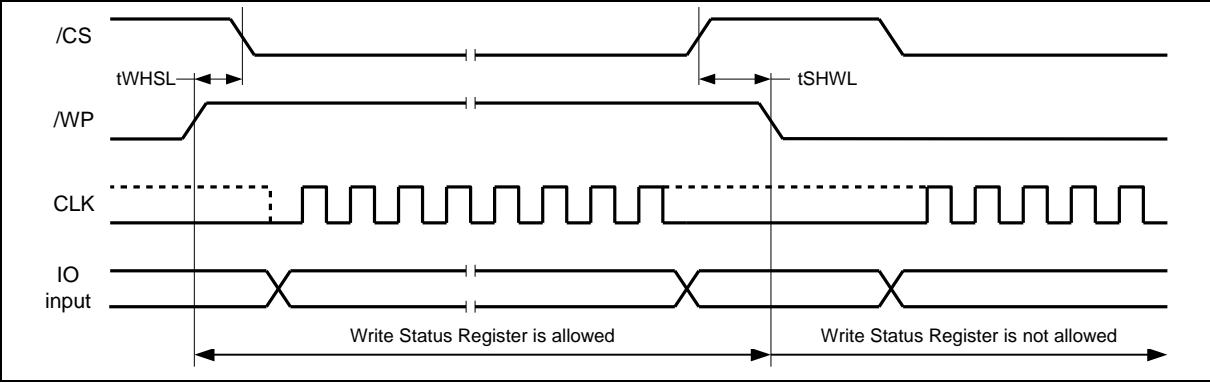 /CS
tWHSL
tSHWL
/WP
CLK
IO
input
Write Status Register is allowed
Write Status Register is not allowed